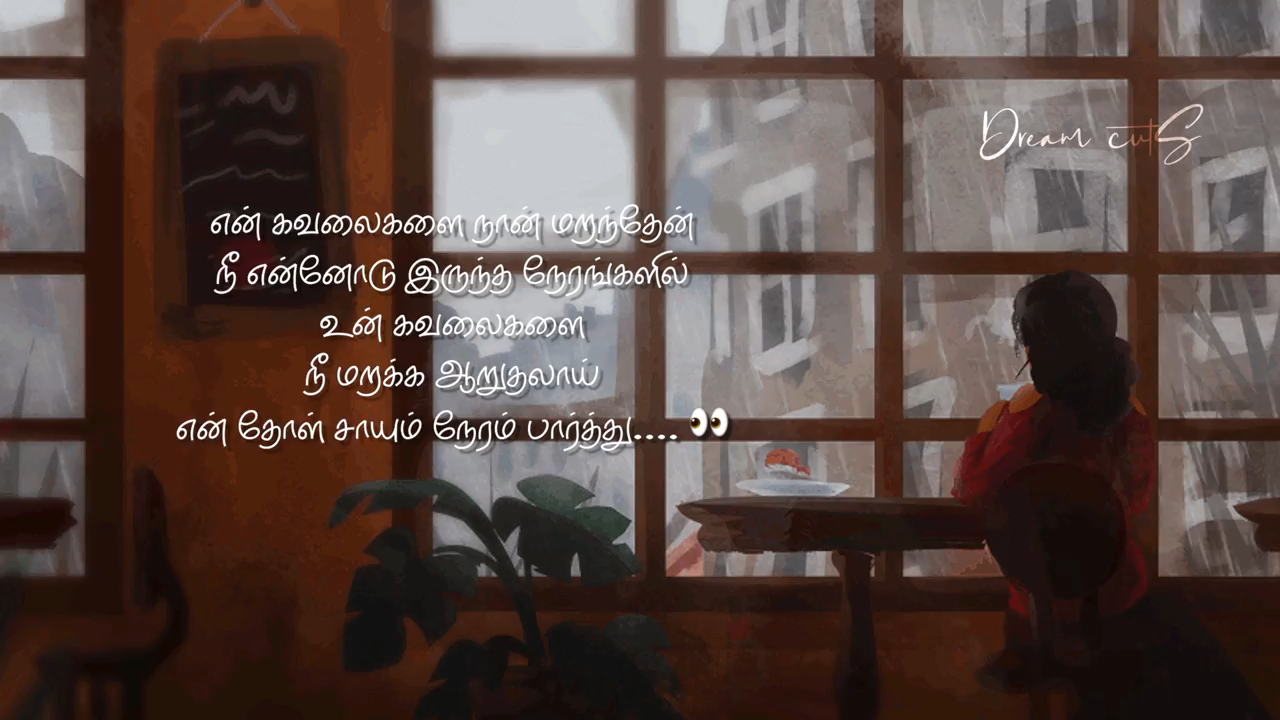 Dream cutS
என் கவலைகளை நான் மறந்தேன்
நீ என்னோடு இருந்த நேரங்களில்
உன் கவலைகளை
நீ மறக்க ஆறுதலாய்
என் தோள் சாயும் நேரம் பார்த்து.... 👀